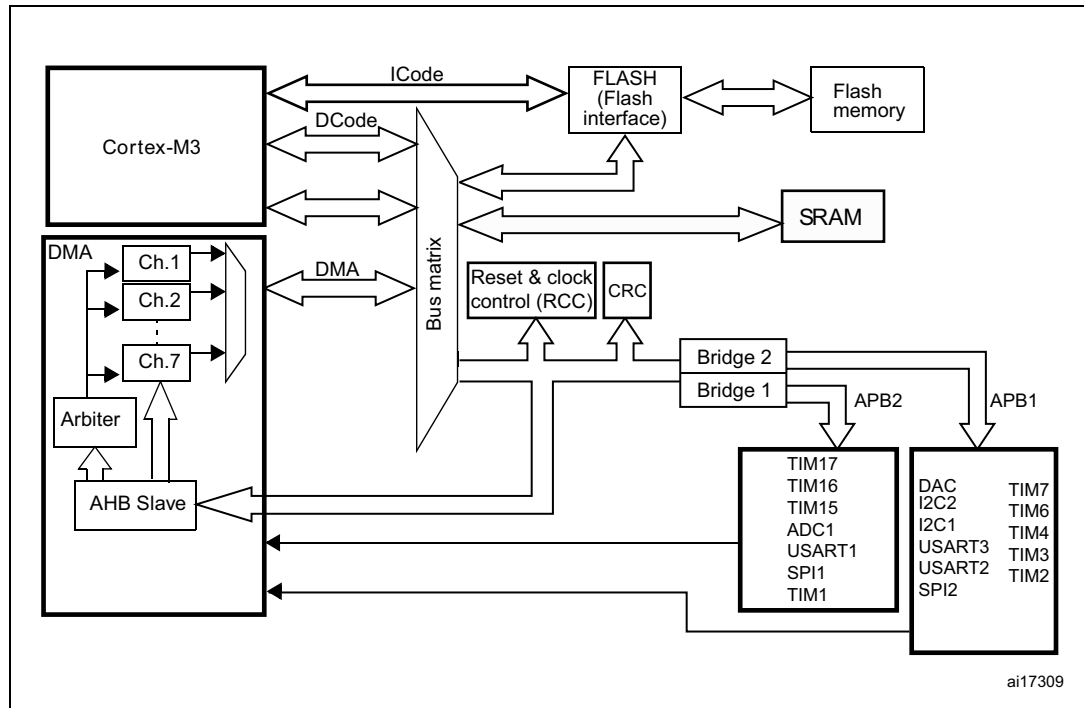 ICode
FLASH
(Flash
interface)
Flash
memory
Cortex-M3
DCode
SRAM
DMA
Ch.1
Ch.2
Ch.7
DMA
Bus matrix
Reset & clock
control (RCC)
CRC
Bridge 2
Bridge 1
APB2
APB1
Arbiter
AHB Slave
TIM17
TIM16
TIM15
ADC1
USART1
SPI1
TIM1
DAC
I2C2
I2C1
USART3
USART2
SPI2
TIM7
TIM6
TIM4
TIM3
TIM2
ai17309